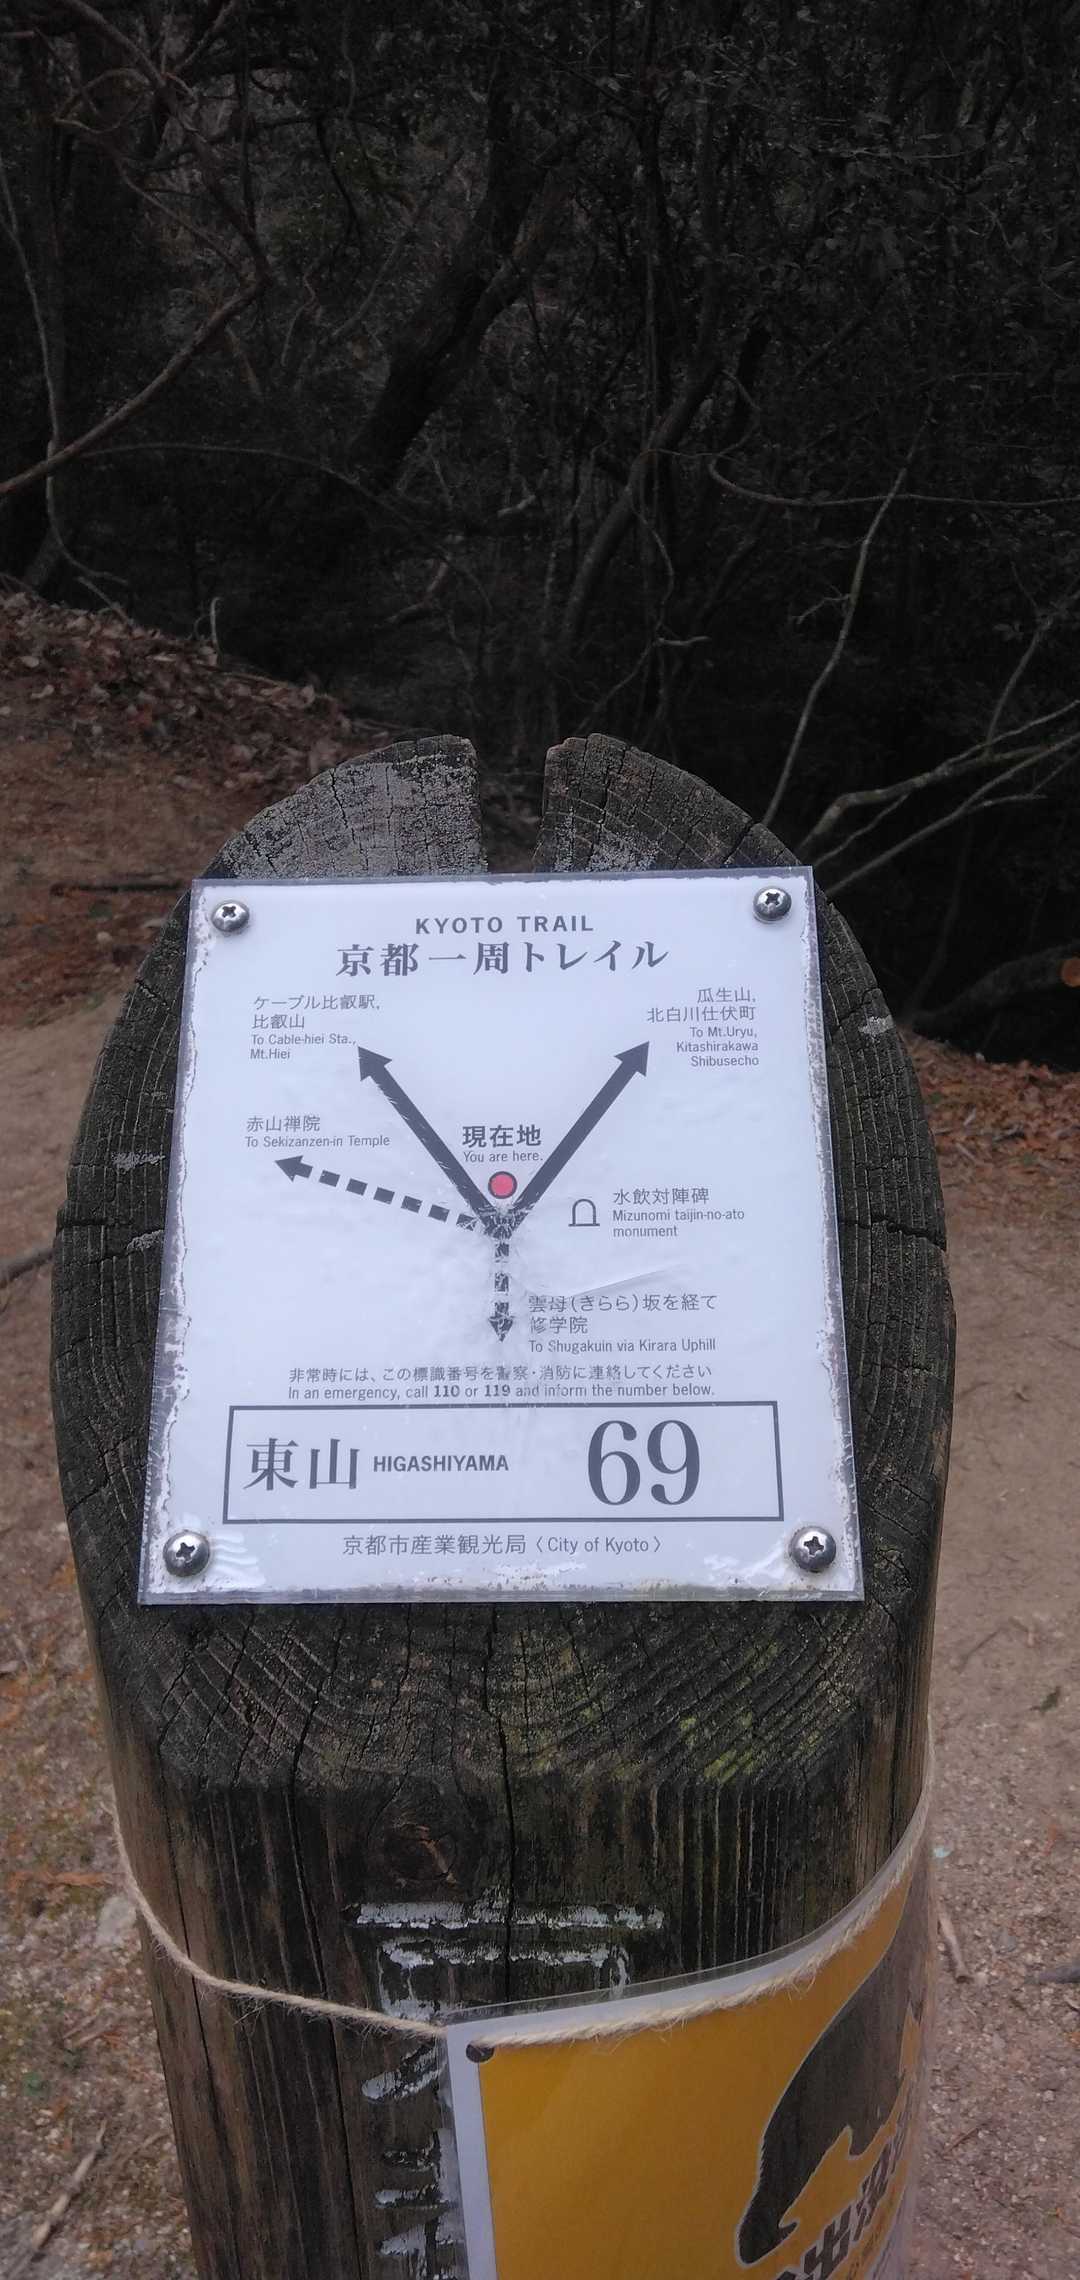 KYOTO TRAIL
京都一周トレイル
ケーブル比叡駅,
比叡山
To Cable-hiei Sta.,
Mt.Hiei
瓜生山,
北白川仕伏町
To Mt.Uryu,
Kitashirakawa
Shibusecho
赤山禅院
To Sekizanzen-in Temple
現在地
You are here.
水飲対陣碑
Mizunomi taijin-no-ato
monument
雲母(きらら)坂を経て
修学院
To Shugakuin via Kirara Uphill
非常時には、この標識番号を警察・消防に連絡してください
In an emergency, call 110 or 119 and inform the number below.
東山 HIGASHIYAMA 69
京都市産業観光局〈City of Kyoto〉
出没